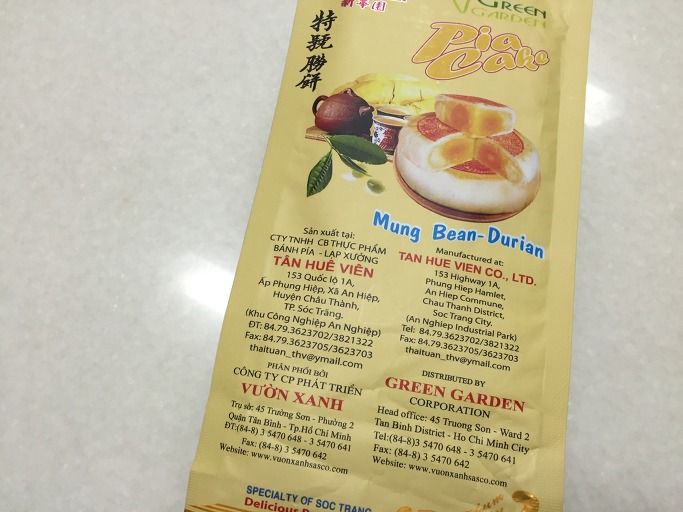 新華園
GREEN
GARDEN
特號勝餅
Pia
Cake
Mung Bean-Durian
Sản xuất tại:
CTY TNHH CB THỰC PHẨM
BÁNH PÍA - LẠP XƯỞNG
TÂN HUÊ VIÊN
153 Quốc lộ 1A,
Ấp Phụng Hiệp, Xã An Hiệp,
Huyện Châu Thành,
TP. Sóc Trăng.
(Khu Công Nghiệp An Nghiệp)
ĐT: 84.79.3623702/3821322
Fax: 84.79.3623705/3623703
thaituan_thv@ymail.com
PHÂN PHỐI BỞI
CÔNG TY CP PHÁT TRIỂN
VƯỜN XANH
Trụ sở: 45 Trường Sơn - Phường 2
Quận Tân Bình - Tp.Hồ Chí Minh
ĐT:(84-8) 3 5470 648 - 3 5470 641
Fax: (84-8) 3 5470 642
Website: www.vuonxanhsasco.com
Manufactured at:
TAN HUE VIEN CO., LTD.
153 Highway 1A,
Phung Hiep Hamlet,
An Hiep Commune,
Chau Thanh District,
Soc Trang City.
(An Nghiep Industrial Park)
Tel: 84.79.3623702/3821322
Fax: 84.79.3623705/3623703
thaituan_thv@ymail.com
DISTRIBUTED BY
GREEN GARDEN
CORPORATION
Head office: 45 Truong Son - Ward 2
Tan Binh District - Ho Chi Minh City
Tel:(84-8)3 5470 648 - 3 5470 641
Fax: (84-8) 3 5470 642
Website: www.vuonxanhsasco.com
SPECIALTY OF SOC TRANG
Delicious